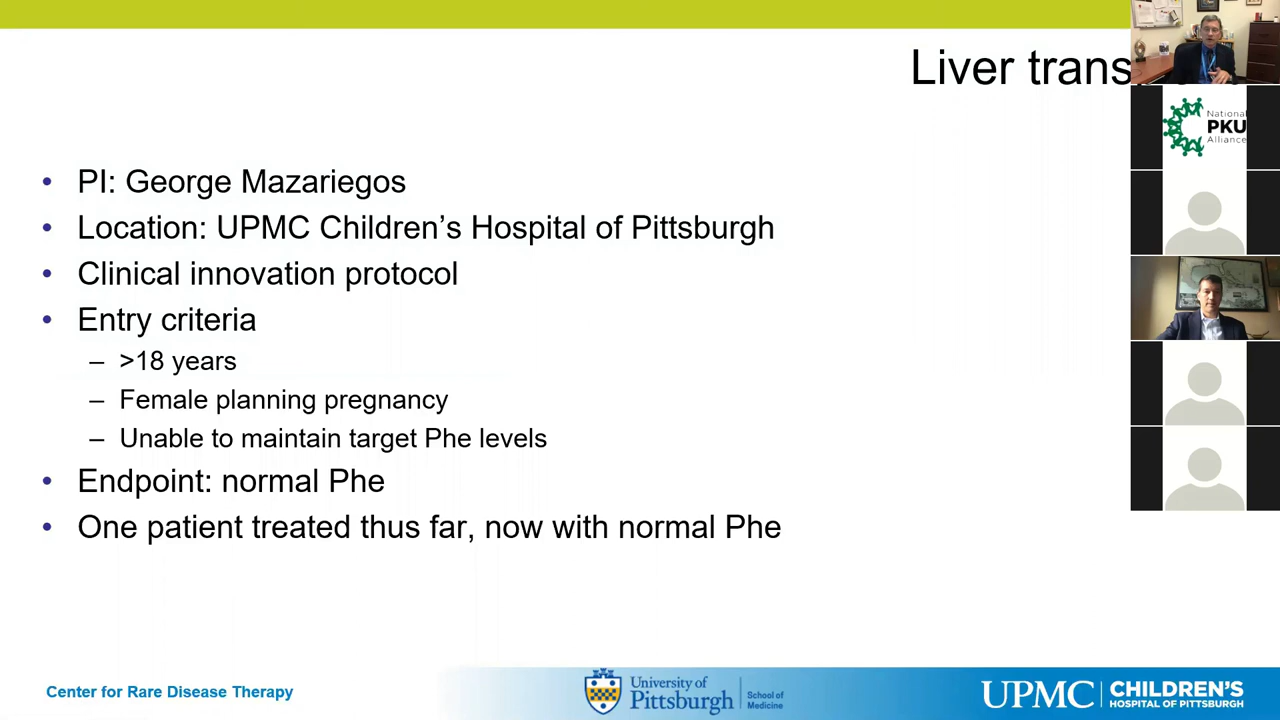 Liver trans
• PI: George Mazariegos
• Location: UPMC Children's Hospital of Pittsburgh
• Clinical innovation protocol
• Entry criteria
– >18 years
– Female planning pregnancy
– Unable to maintain target Phe levels
• Endpoint: normal Phe
• One patient treated thus far, now with normal Phe
National
PKU
Alliance
Center for Rare Disease Therapy
University of
Pittsburgh
School of
Medicine
UPMC
CHILDREN'S
HOSPITAL OF PITTSBURGH